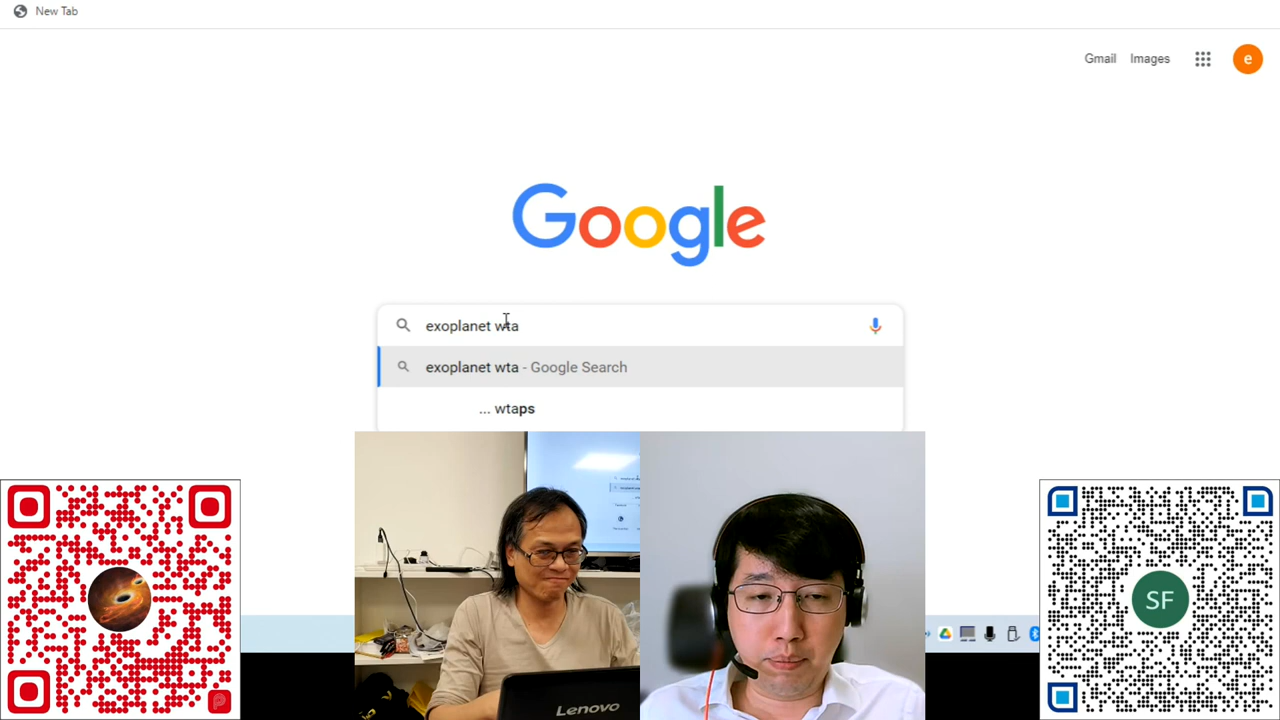 New Tab
Gmail Images
e
Google
exoplanet wta
exoplanet wta - Google Search
... wtaps
SF
Lenovo